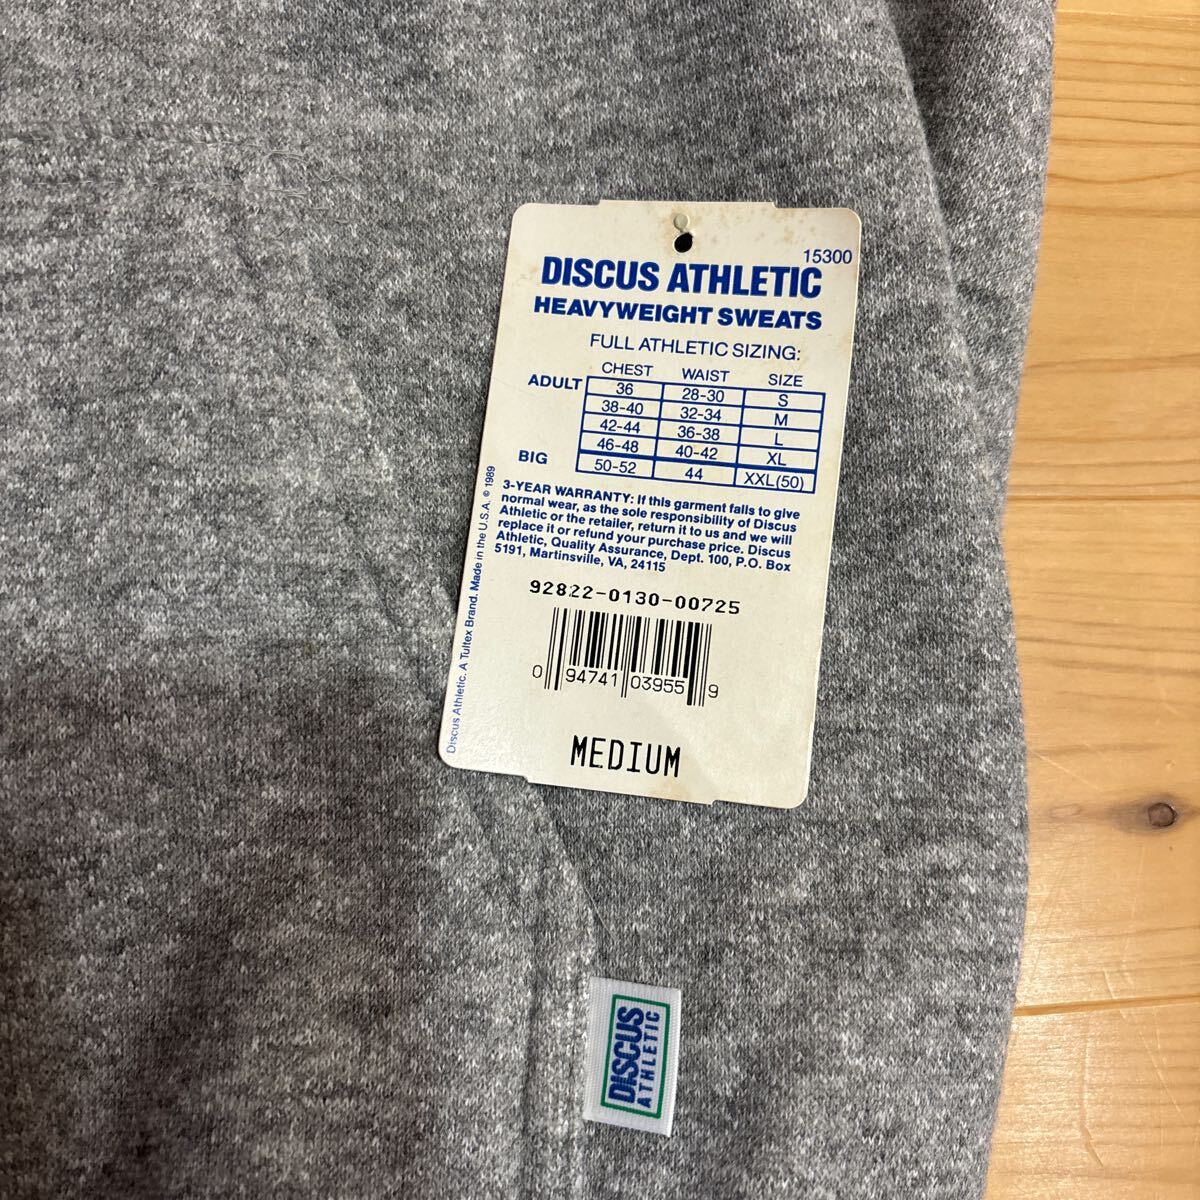 15300
DISCUS ATHLETIC
HEAVYWEIGHT SWEATS
FULL ATHLETIC SIZING:
CHEST WAIST SIZE
ADULT 36 28-30 S
38-40 32-34 M
42-44 36-38 L
46-48 40-42 XL
BIG 50-52 44 XXL(50)
3-YEAR WARRANTY: If this garment fails to give
normal wear, as the sole responsibility of Discus
Athletic or the retailer, return it to us and we will
replace it or refund your purchase price. Discus
Athletic, Quality Assurance, Dept. 100, P.O. Box
5191, Martinsville, VA, 24115
92822-0130-00725
0 94741 03955 9
MEDIUM
Discus Athletic. A Tultex Brand. Made in the U.S.A. © 1989
DISCUS
ATHLETIC